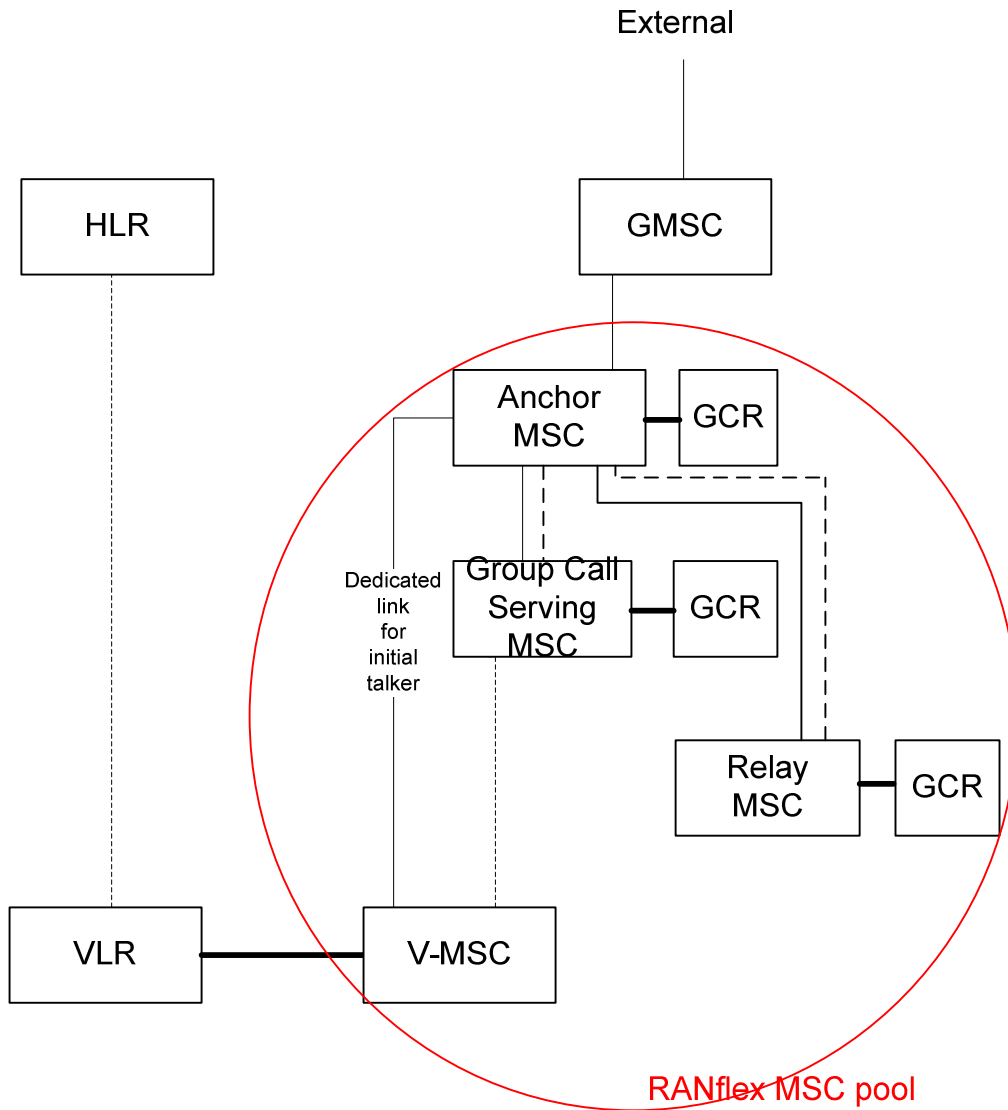 External
HLR
GMSC
Anchor
MSC
GCR
Group Call
Serving
MSC
GCR
Dedicated
link
for
initial
talker
Relay
MSC
GCR
VLR
V-MSC
RANflex MSC pool